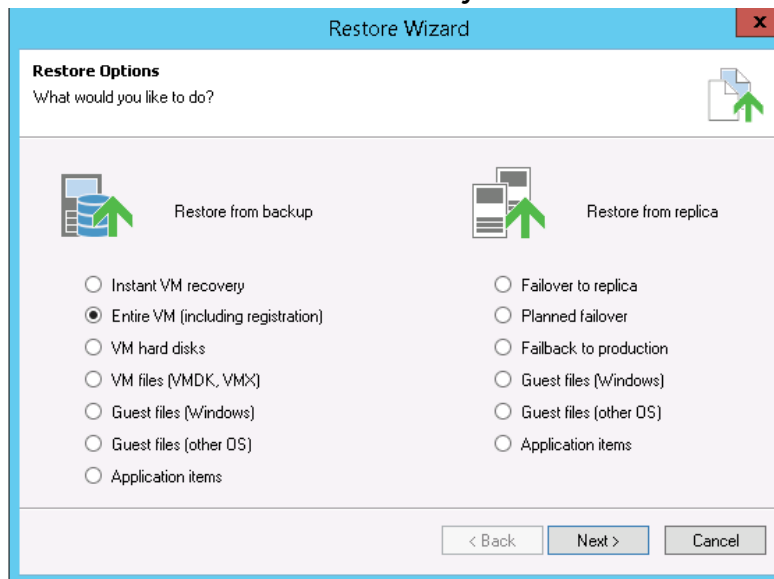 Restore Wizard
x
Restore Options
What would you like to do?
Restore from backup
Instant VM recovery
Entire VM (including registration)
VM hard disks
VM files (VMDK, VMX)
Guest files (Windows)
Guest files (other OS)
Application items
Restore from replica
Failover to replica
Planned failover
Failback to production
Guest files (Windows)
Guest files (other OS)
Application items
< Back
Next >
Cancel